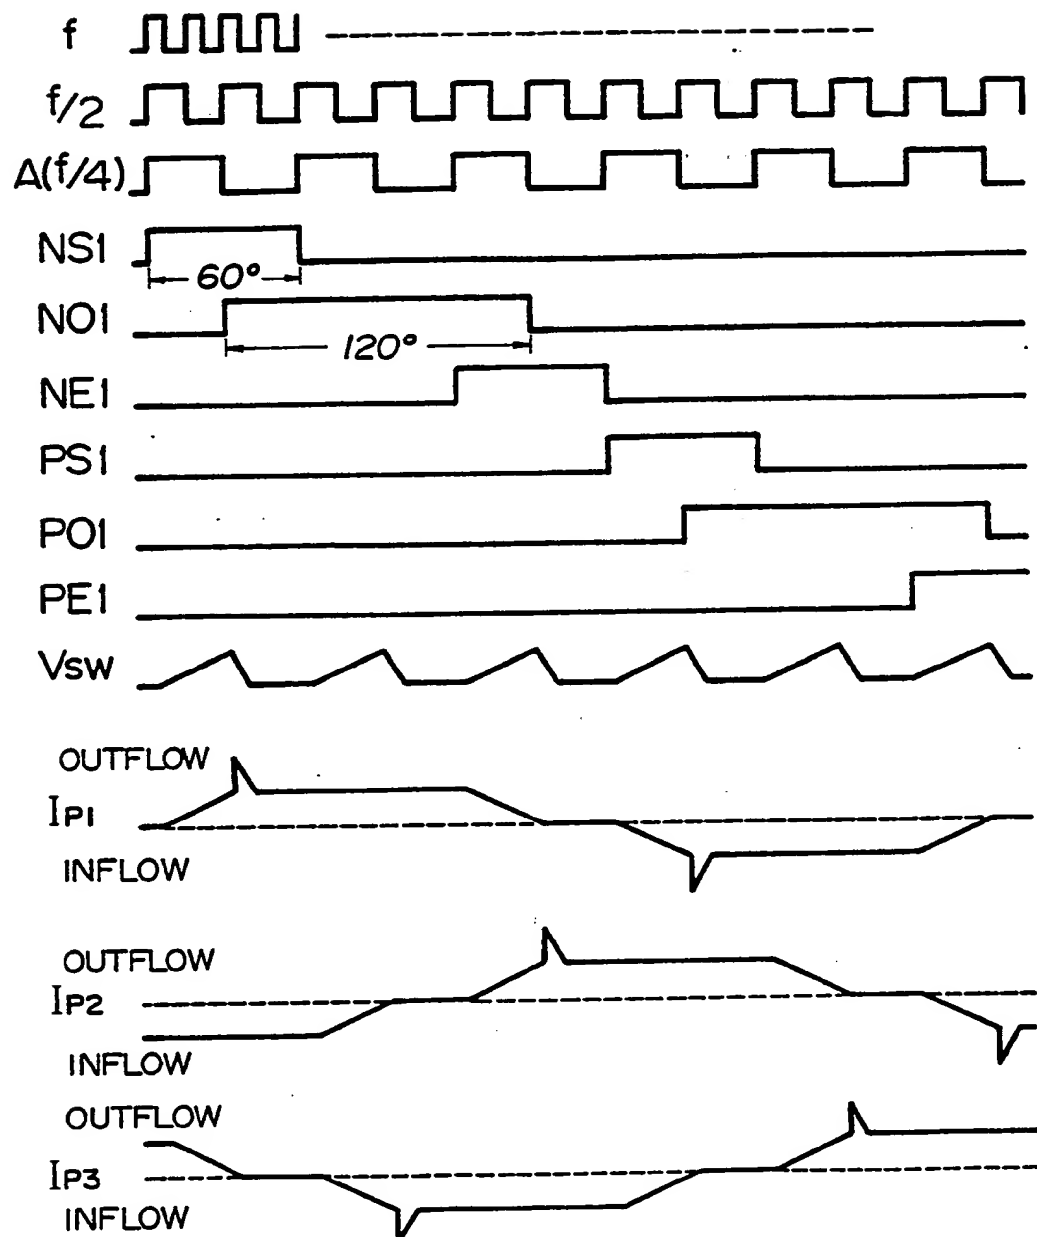 f
f/2
A(f/4)
NS1
60°
NO1
120°
NE1
PS1
PO1
PE1
Vsw
OUTFLOW
IP1
INFLOW
OUTFLOW
IP2
INFLOW
OUTFLOW
IP3
INFLOW